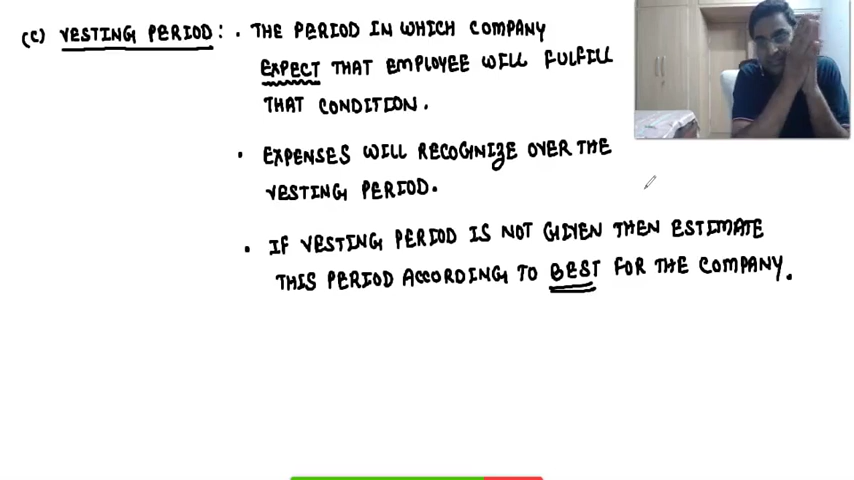 (C) VESTING PERIOD : • THE PERIOD IN WHICH COMPANY
EXPECT THAT EMPLOYEE WILL FULFILL
THAT CONDITION.
• EXPENSES WILL RECOGNIZE OVER THE
VESTING PERIOD.
• IF VESTING PERIOD IS NOT GIVEN THEN ESTIMATE
THIS PERIOD ACCORDING TO BEST FOR THE COMPANY.